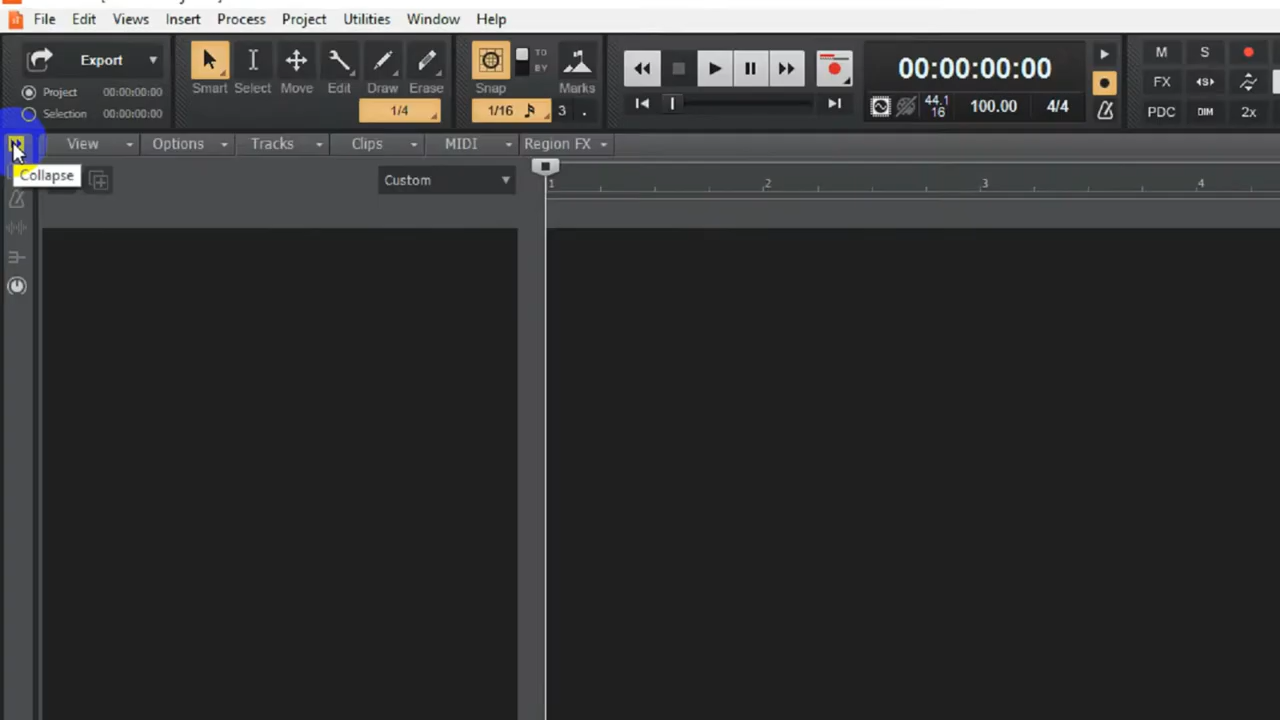 File Edit Views Insert Process Project Utilities Window Help
Export
Project 00:00:00:00
Selection 00:00:00:00
Smart Select Move Edit Draw Erase
1/4
Snap
TO
BY
Marks
1/16 3 .
00:00:00:00
44.1
16
100.00 4/4
M S
FX
PDC DIM 2x
View Options Tracks Clips MIDI Region FX
Collapse
Custom
1 2 3 4